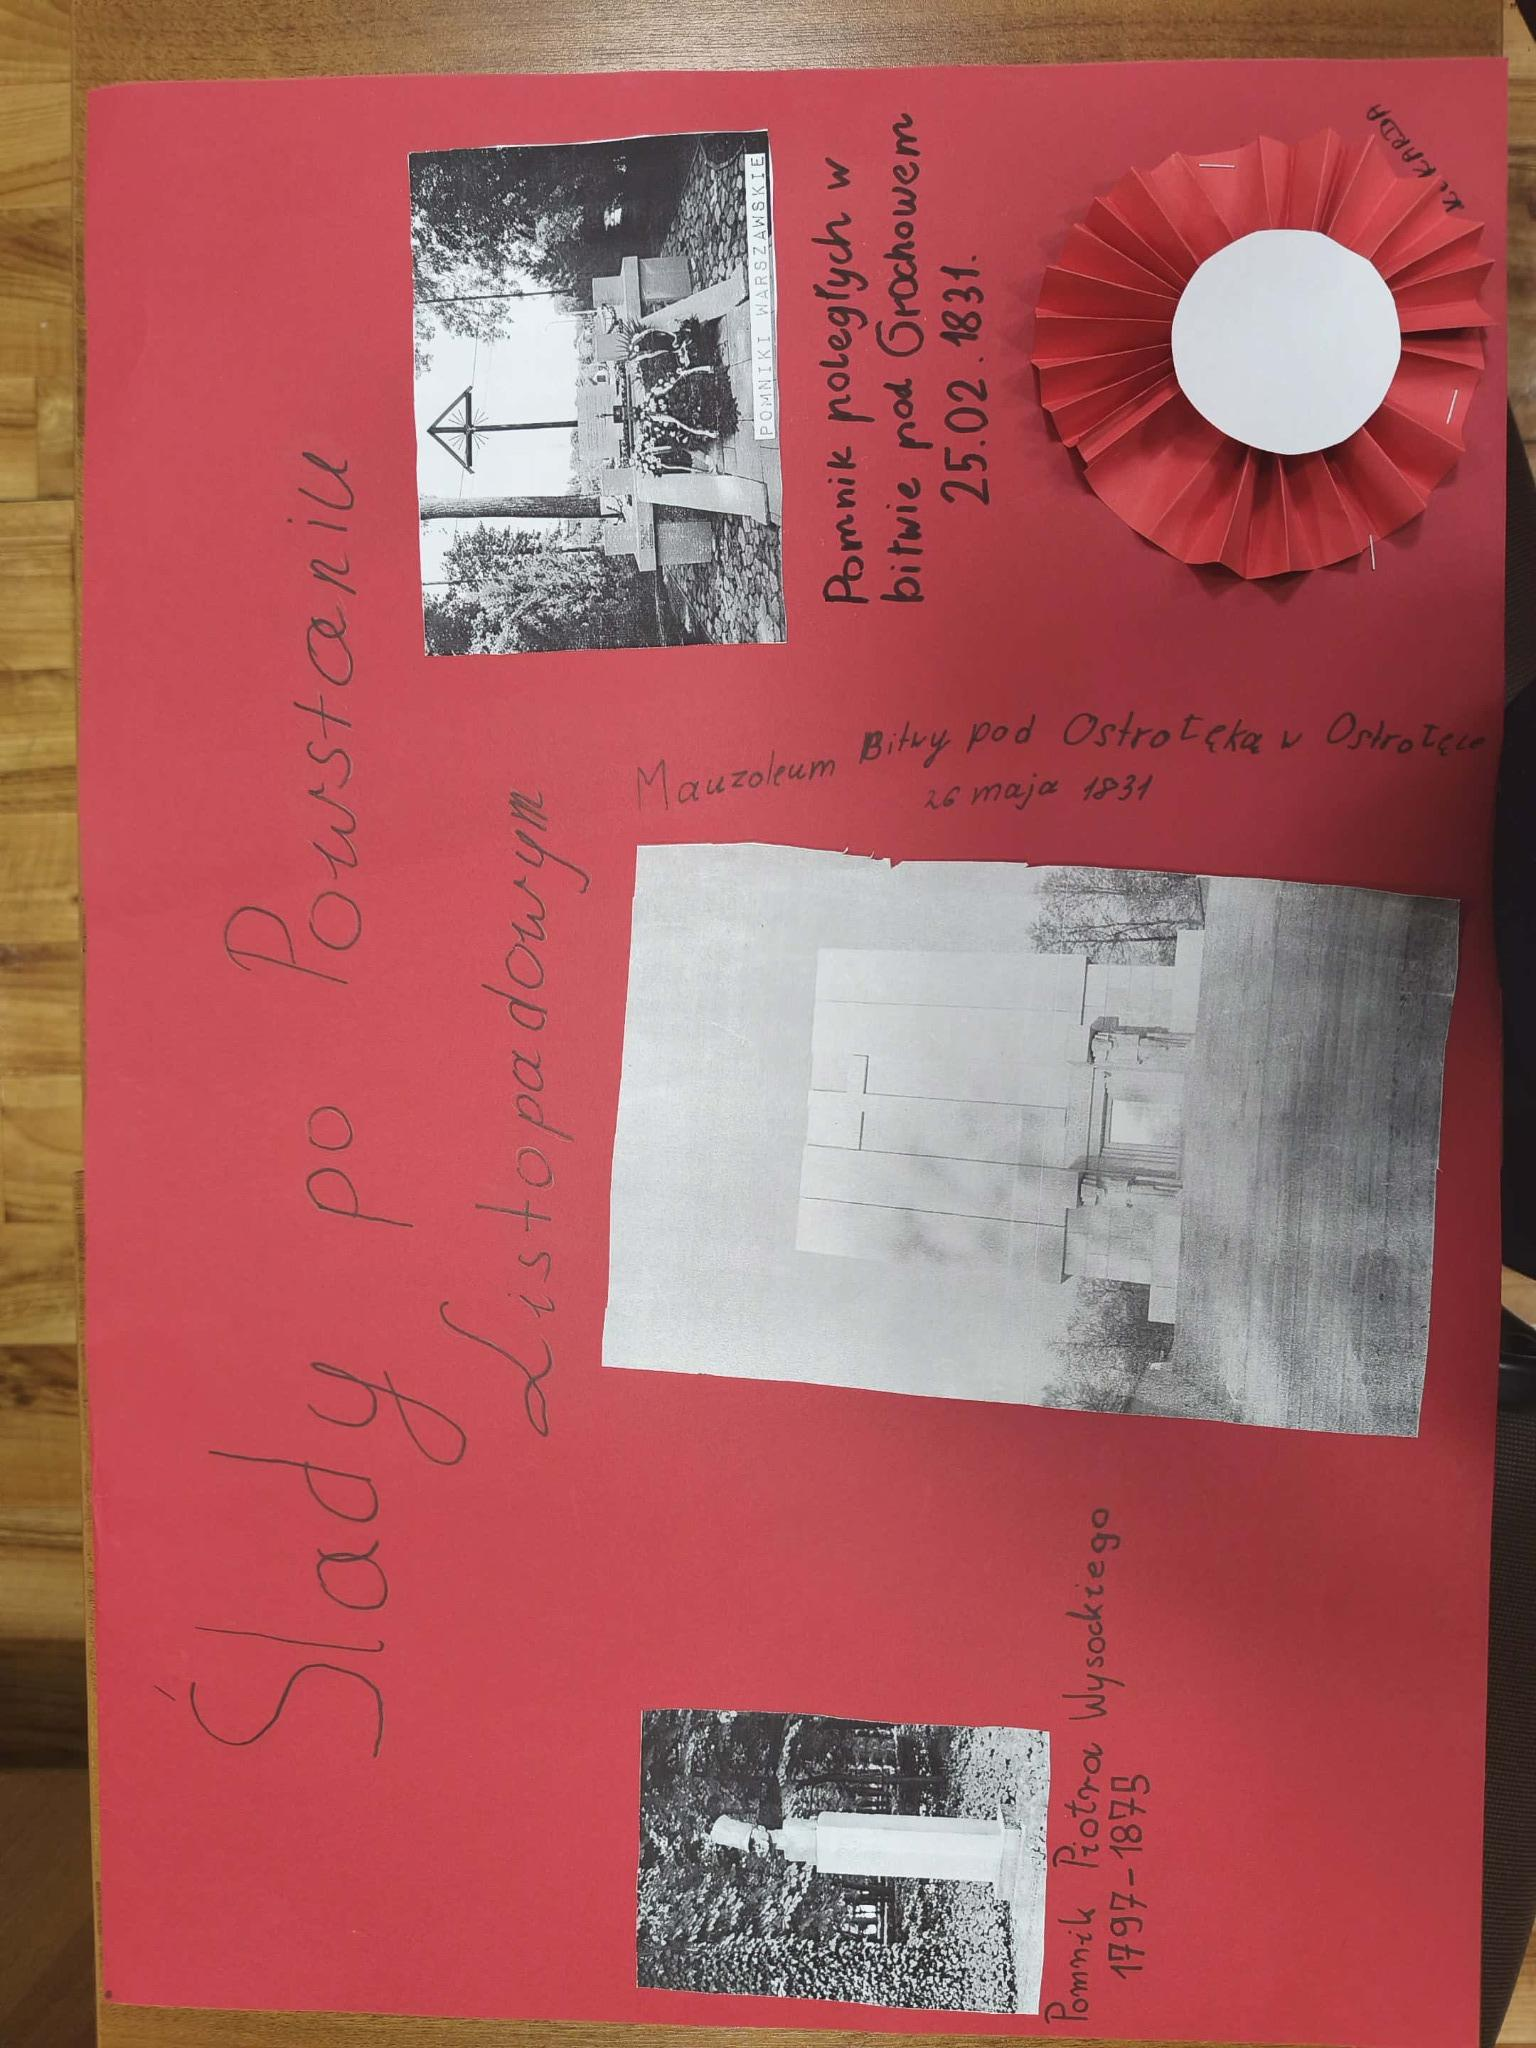 Ślady po Powstaniu
Listopadowym
POMNIKI WARSZAWSKIE
Pomnik poległych w
bitwie pod Grochowem
25.02.1831.
Mauzoleum Bitwy pod Ostrołęką w Ostrołęce
26 maja 1831
Pomnik Piotra Wysockiego
1797-1875
KOKARDA